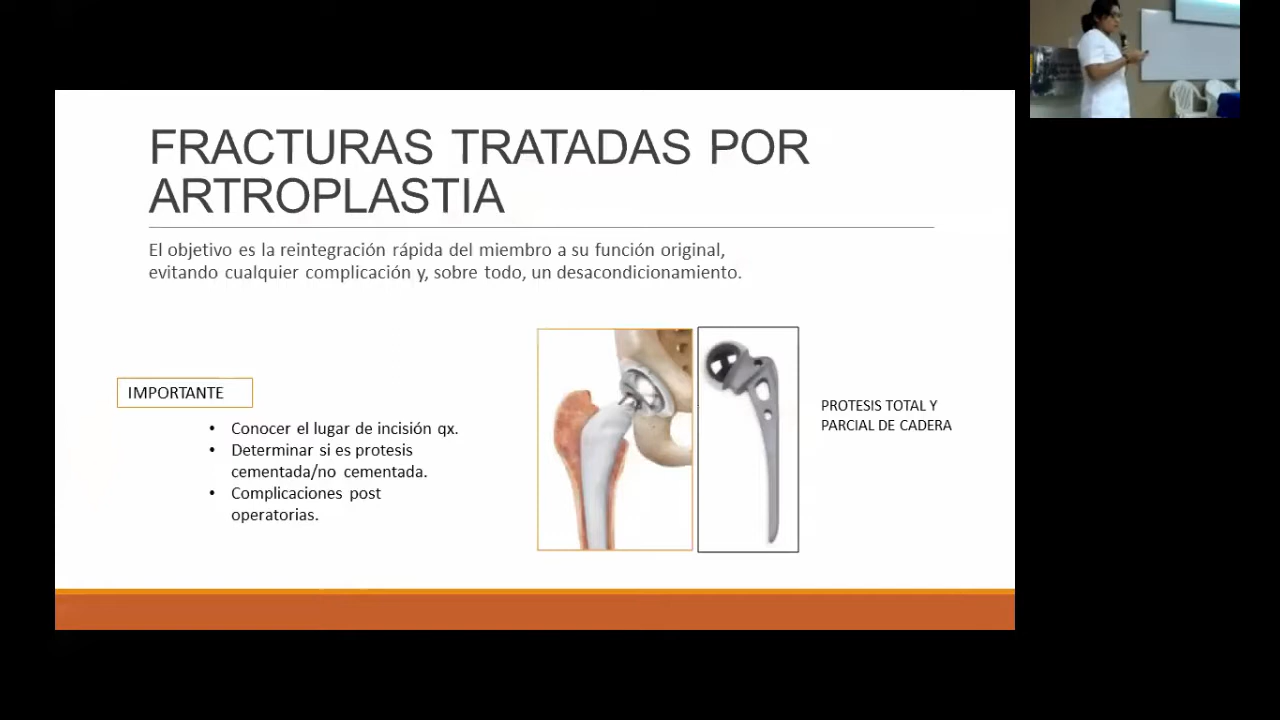 FRACTURAS TRATADAS POR
ARTROPLASTIA
El objetivo es la reintegración rápida del miembro a su función original,
evitando cualquier complicación y, sobre todo, un desacondicionamiento.
IMPORTANTE
• Conocer el lugar de incisión qx.
• Determinar si es protesis
cementada/no cementada.
• Complicaciones post
operatorias.
PROTESIS TOTAL Y
PARCIAL DE CADERA